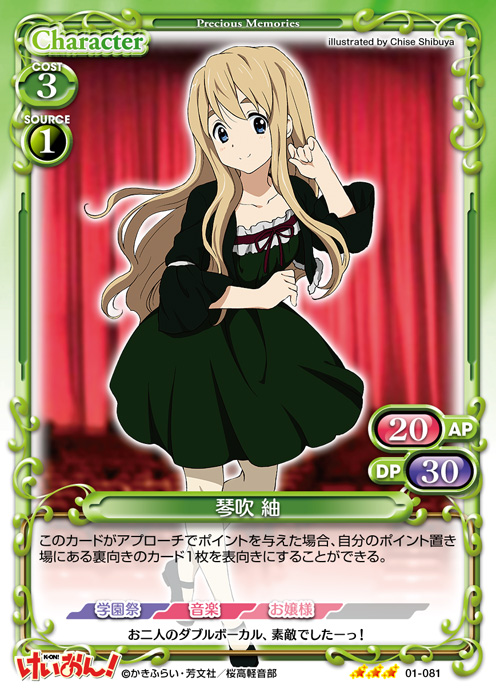 Precious Memories
Character
illustrated by Chise Shibuya
COST
3
SOURCE
1
20 AP
DP 30
琴吹 紬
このカードがアプローチでポイントを与えた場合、自分のポイント置き
場にある裏向きのカード1枚を表向きにすることができる。
学園祭 音楽 お嬢様
お二人のダブルボーカル、素敵でしたーっ！
K-ON!
けいおん!
©かきふらい・芳文社／桜高軽音部
★★★ 01-081